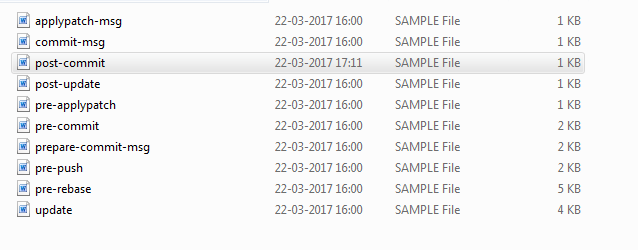 applypatch-msg 22-03-2017 16:00 SAMPLE File 1 KB
commit-msg 22-03-2017 16:00 SAMPLE File 1 KB
post-commit 22-03-2017 17:11 SAMPLE File 1 KB
post-update 22-03-2017 16:00 SAMPLE File 1 KB
pre-applypatch 22-03-2017 16:00 SAMPLE File 1 KB
pre-commit 22-03-2017 16:00 SAMPLE File 2 KB
prepare-commit-msg 22-03-2017 16:00 SAMPLE File 2 KB
pre-push 22-03-2017 16:00 SAMPLE File 2 KB
pre-rebase 22-03-2017 16:00 SAMPLE File 5 KB
update 22-03-2017 16:00 SAMPLE File 4 KB